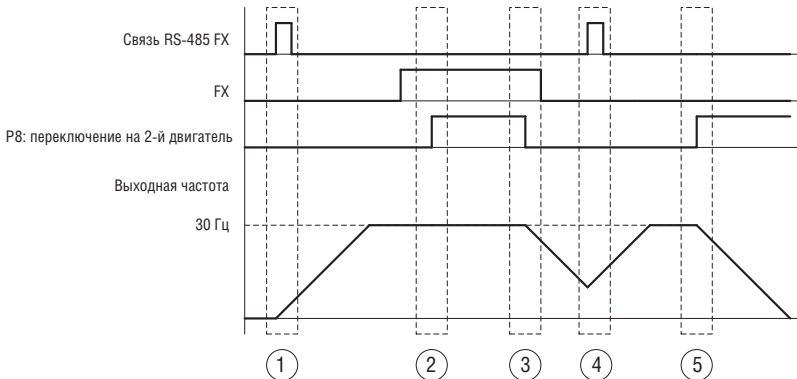 Связь RS-485 FX
FX
P8: переключение на 2-й двигатель
Выходная частота
30 Гц
1 2 3 4 5